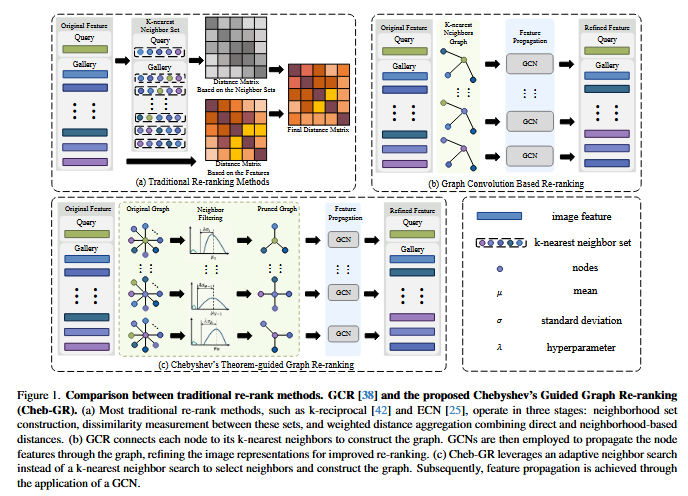 Original Feature
Query
Gallery
K-nearest
Neighbor Set
Query
Gallery
Distance Matrix
Based on the Neighbor Sets
Distance Matrix
Based on the Features
Final Distance Matrix
(a) Traditional Re-ranking Methods
Original Feature
Query
Gallery
K-nearest
Neighbors
Graph
Feature
Propagation
GCN
GCN
GCN
Refined Feature
Query
Gallery
(b) Graph Convolution Based Re-ranking
Original Feature
Query
Gallery
Original Graph
Neighbor
Filtering
Pruned Graph
Feature
Propagation
GCN
GCN
GCN
Refined Feature
Query
Gallery
(c) Chebyshev's Theorem-guided Graph Re-ranking
image feature
k-nearest neighbor set
nodes
μ mean
σ standard deviation
λ hyperparameter
Figure 1. Comparison between traditional re-rank methods. GCR [38] and the proposed Chebyshev's Guided Graph Re-ranking
(Cheb-GR). (a) Most traditional re-rank methods, such as k-reciprocal [42] and ECN [25], operate in three stages: neighborhood set
construction, dissimilarity measurement between these sets, and weighted distance aggregation combining direct and neighborhood-based
distances. (b) GCR connects each node to its k-nearest neighbors to construct the graph. GCNs are then employed to propagate the node
features through the graph, refining the image representations for improved re-ranking. (c) Cheb-GR leverages an adaptive neighbor search
instead of a k-nearest neighbor search to select neighbors and construct the graph. Subsequently, feature propagation is achieved through
the application of a GCN.